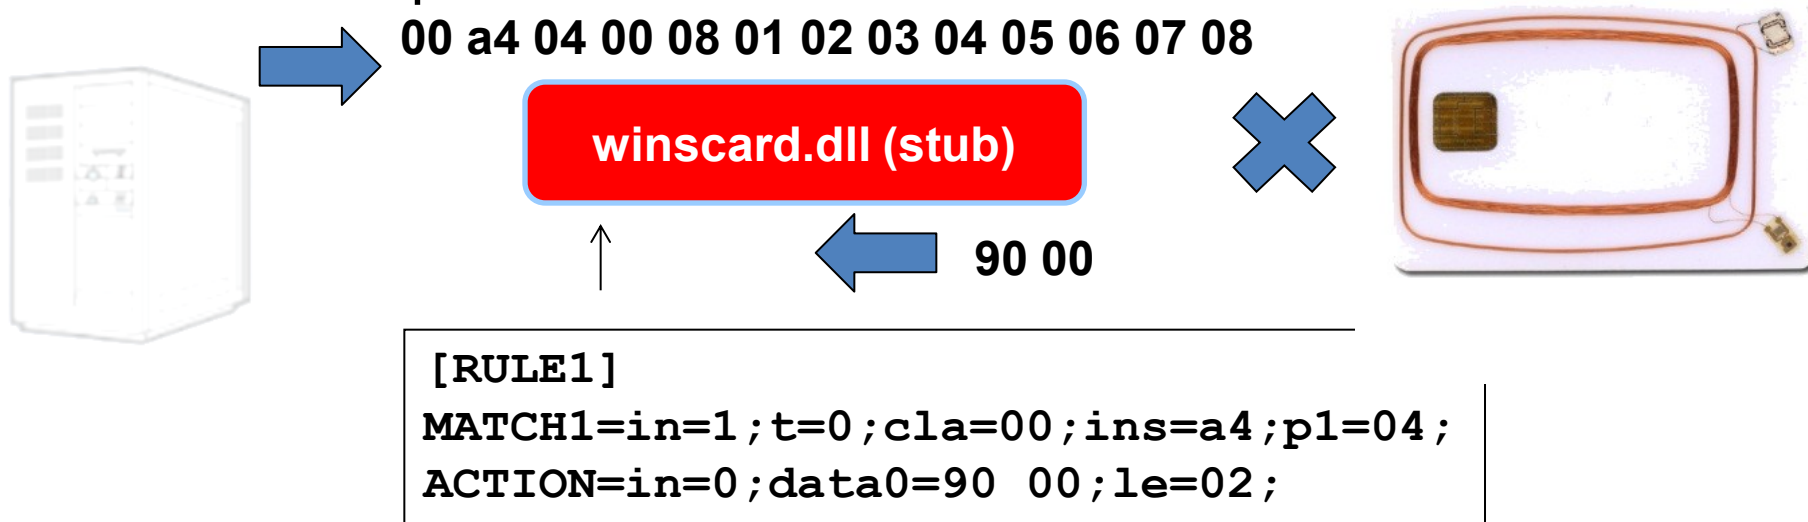 00 a4 04 00 08 01 02 03 04 05 06 07 08
winscard.dll (stub)
90 00
[RULE1]
MATCH1=in=1;t=0;cla=00;ins=a4;p1=04;
ACTION=in=0;data0=90 00;le=02;